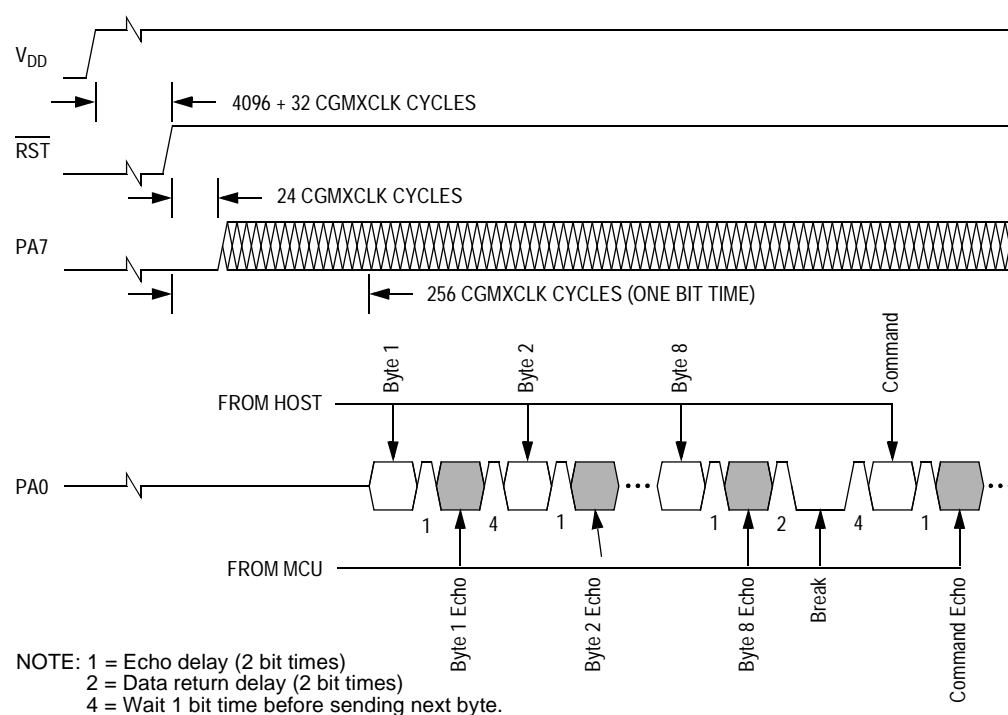 VDD
4096 + 32 CGMXCLK CYCLES
RST
24 CGMXCLK CYCLES
PA7
256 CGMXCLK CYCLES (ONE BIT TIME)
Byte 1
Byte 2
Byte 8
Command
FROM HOST
PA0
1
4
1
1
2
4
1
FROM MCU
Byte 1 Echo
Byte 2 Echo
Byte 8 Echo
Break
Command Echo
NOTE: 1 = Echo delay (2 bit times)
2 = Data return delay (2 bit times)
4 = Wait 1 bit time before sending next byte.